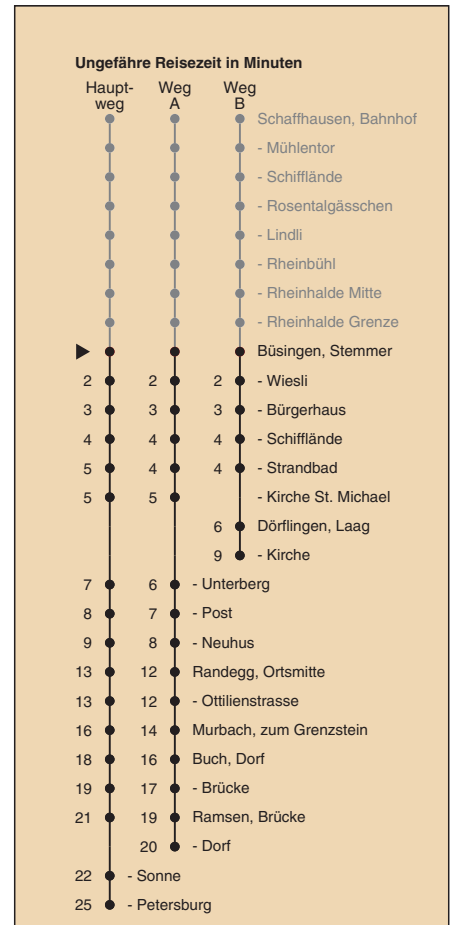 Ungefähre Reisezeit in Minuten
Haupt- Weg Weg
weg A B
Schaffhausen, Bahnhof
- Mühlentor
- Schifflände
- Rosentalgässchen
- Lindli
- Rheinbühl
- Rheinhalde Mitte
- Rheinhalde Grenze
Büsingen, Stemmer
2 2 2 - Wiesli
3 3 3 - Bürgerhaus
4 4 4 - Schifflände
5 4 4 - Strandbad
5 5 - Kirche St. Michael
6 Dörflingen, Laag
9 - Kirche
7 6 - Unterberg
8 7 - Post
9 8 - Neuhus
13 12 Randegg, Ortsmitte
13 12 - Ottilienstrasse
16 14 Murbach, zum Grenzstein
18 16 Buch, Dorf
19 17 - Brücke
21 19 Ramsen, Brücke
20 - Dorf
22 - Sonne
25 - Petersburg